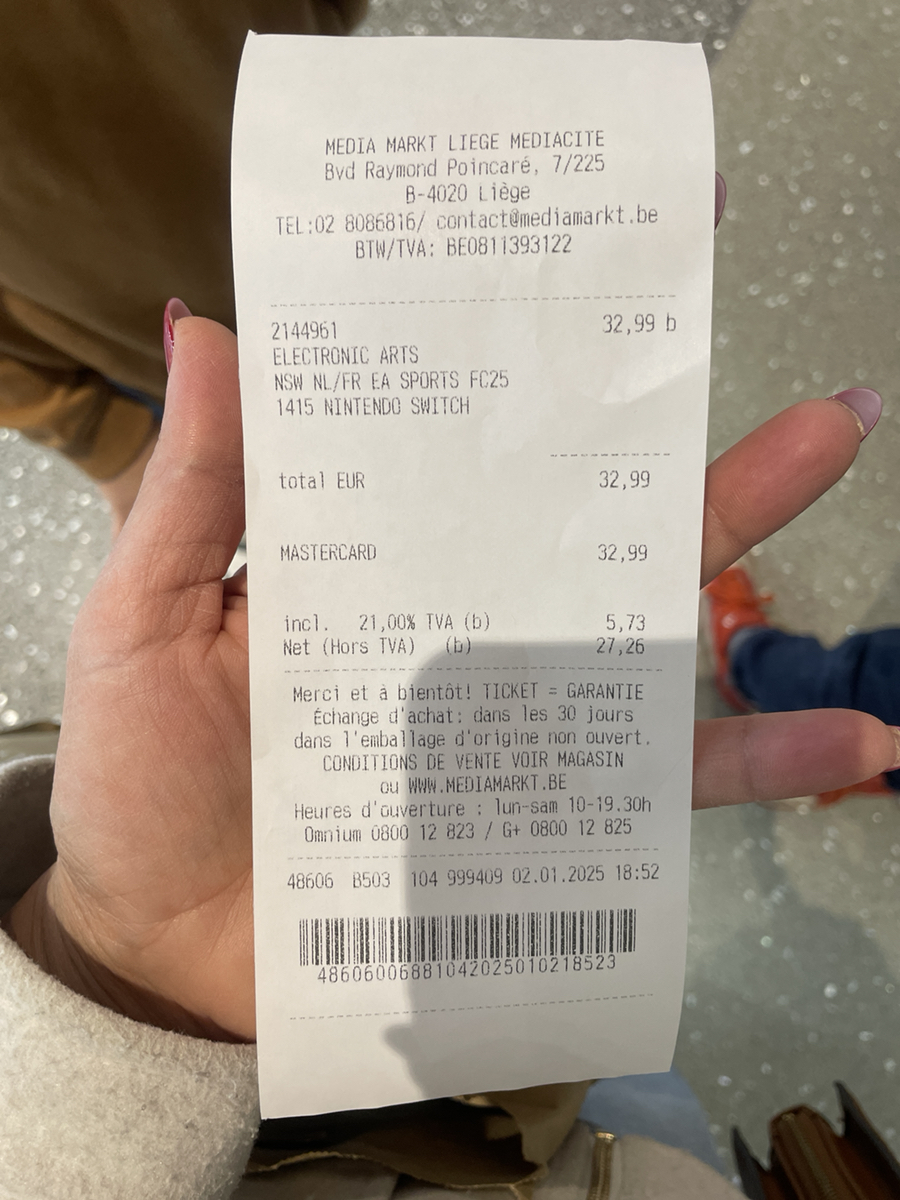 MEDIA MARKT LIEGE MEDIACITE
Bvd Raymond Poincaré, 7/225
B-4020 Liège
TEL:02 8086816/ contact@mediamarkt.be
BTW/TVA: BE0811393122
2144961 32,99 b
ELECTRONIC ARTS
NSW NL/FR EA SPORTS FC25
1415 NINTENDO SWITCH
total EUR 32,99
MASTERCARD 32,99
incl. 21,00% TVA (b) 5,73
Net (Hors TVA) (b) 27,26
Merci et à bientôt! TICKET = GARANTIE
Échange d'achat: dans les 30 jours
dans l'emballage d'origine non ouvert.
CONDITIONS DE VENTE VOIR MAGASIN
ou WWW.MEDIAMARKT.BE
Heures d'ouverture : lun-sam 10-19.30h
Omnium 0800 12 823 / G+ 0800 12 825
48606 B503 104 999409 02.01.2025 18:52
48606006881042025010218523